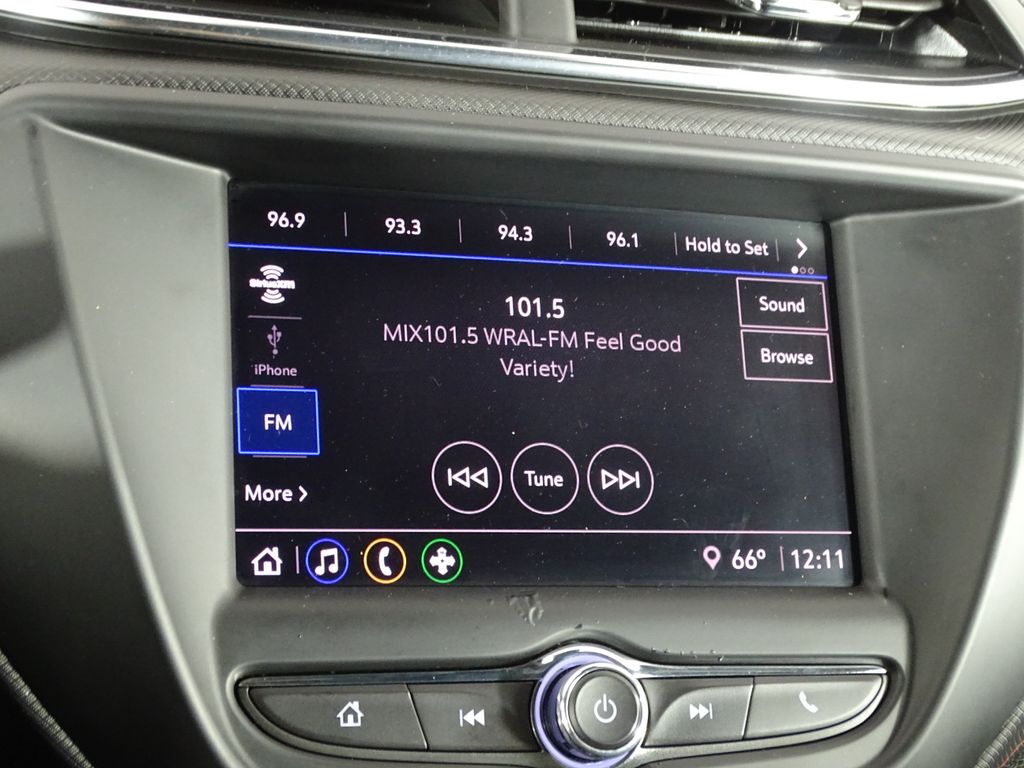 96.9 93.3 94.3 96.1 Hold to Set
SiriusXM
101.5
Sound
MIX101.5 WRAL-FM Feel Good
Variety!
Browse
iPhone
FM
Tune
More
66° 12:11